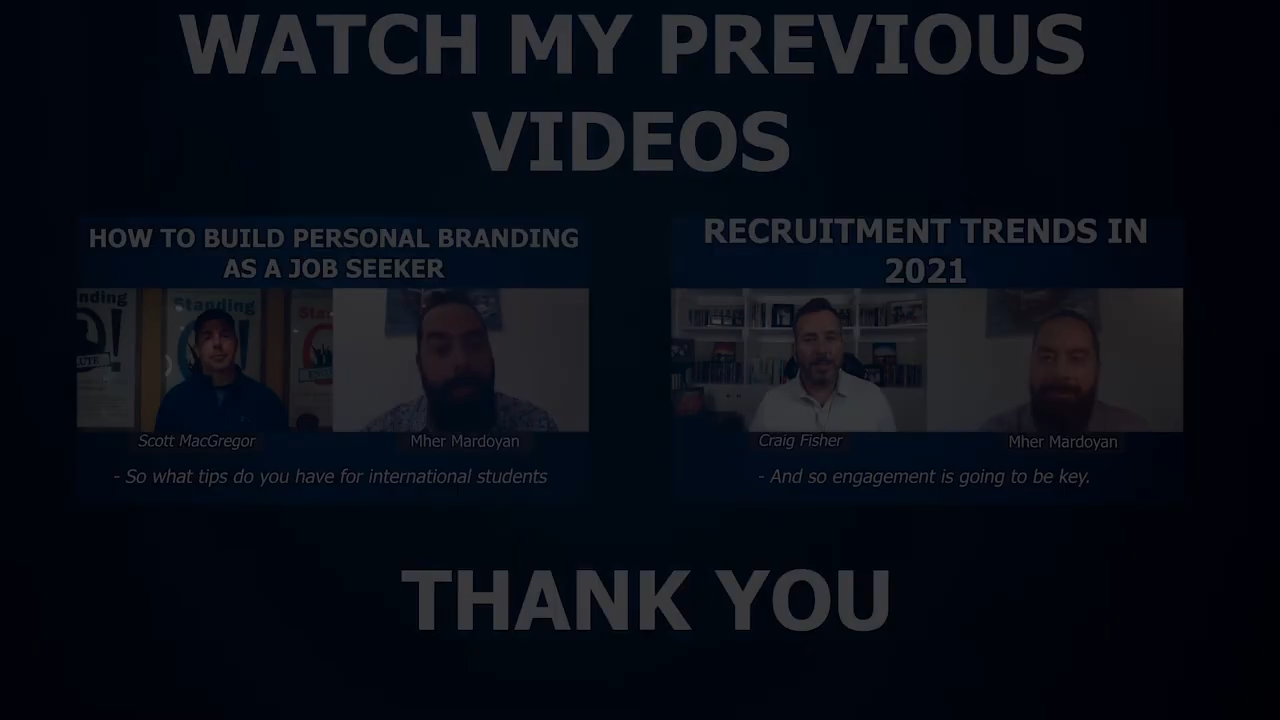 WATCH MY PREVIOUS
VIDEOS
HOW TO BUILD PERSONAL BRANDING
AS A JOB SEEKER
nding
Standing
Scott MacGregor
Mher Mardoyan
- So what tips do you have for international students
RECRUITMENT TRENDS IN
2021
Craig Fisher
Mher Mardoyan
- And so engagement is going to be key.
THANK YOU